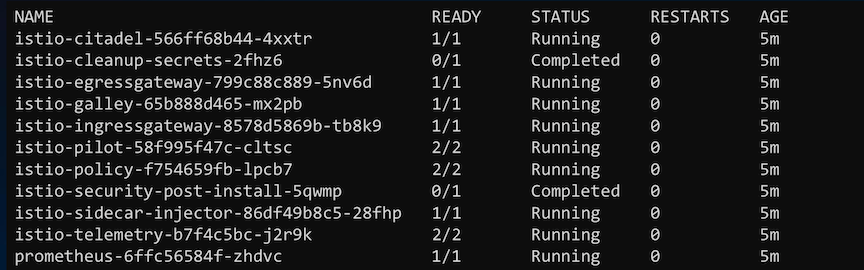 NAME READY STATUS RESTARTS AGE
istio-citadel-566ff68b44-4xxtr 1/1 Running 0 5m
istio-cleanup-secrets-2fhz6 0/1 Completed 0 5m
istio-egressgateway-799c88c889-5nv6d 1/1 Running 0 5m
istio-galley-65b888d465-mx2pb 1/1 Running 0 5m
istio-ingressgateway-8578d5869b-tb8k9 1/1 Running 0 5m
istio-pilot-58f995f47c-cltsc 2/2 Running 0 5m
istio-policy-f754659fb-lpcb7 2/2 Running 0 5m
istio-security-post-install-5qwmp 0/1 Completed 0 5m
istio-sidecar-injector-86df49b8c5-28fhp 1/1 Running 0 5m
istio-telemetry-b7f4c5bc-j2r9k 2/2 Running 0 5m
prometheus-6ffc56584f-zhdvc 1/1 Running 0 5m